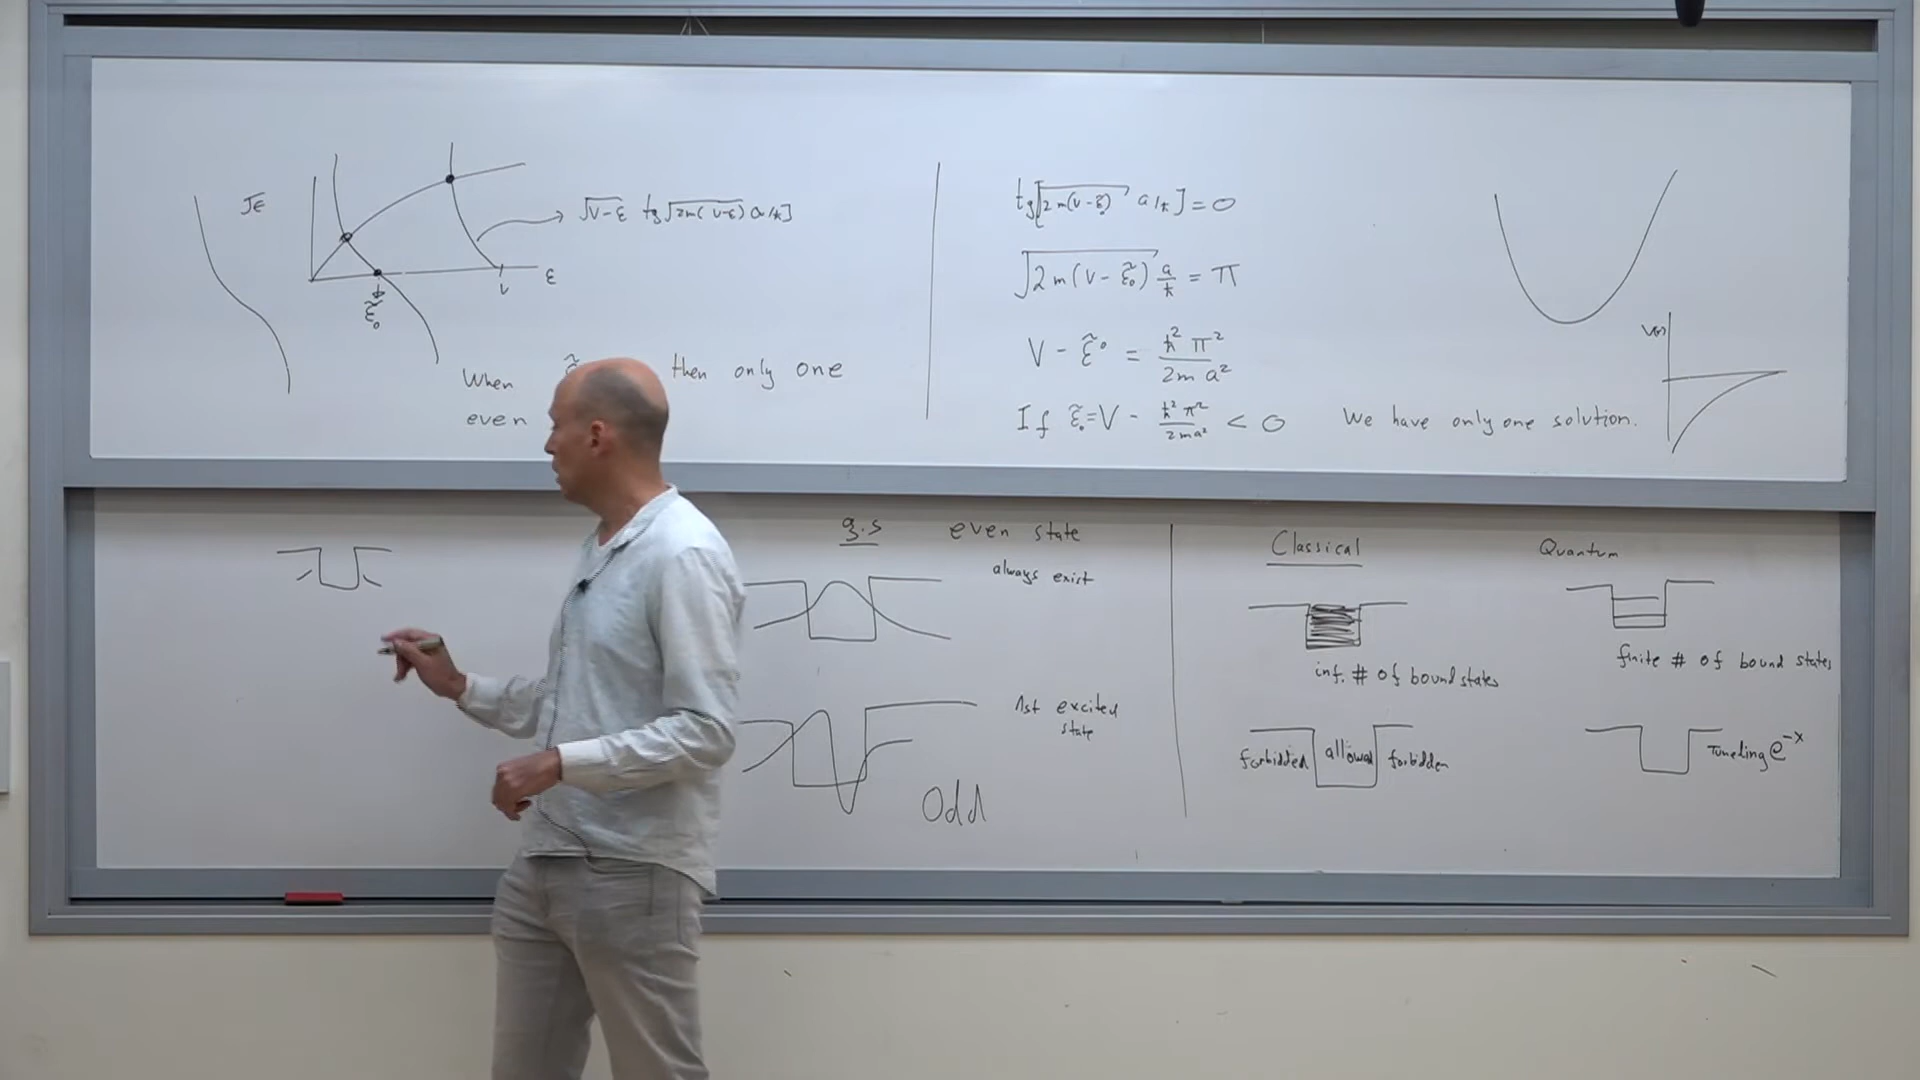 √ε
√V-ε tg√2m(V-ε) a/ħ]
ε
V
ε̃₀
When
then only one
even
tg[√2m(V-ε̃₀) a/ħ] = 0
√2m(V-ε̃₀) a/ħ = π
V - ε̃₀ = ħ²π²/2ma²
If ε̃₀=V - ħ²π²/2ma² < 0 We have only one solution.
V(x)
g.s even state
always exist
1st excited
state
Odd
Classical
inf. # of bound states
forbidded allowed forbidden
Quantum
finite # of bound states
Tuneling e^-x